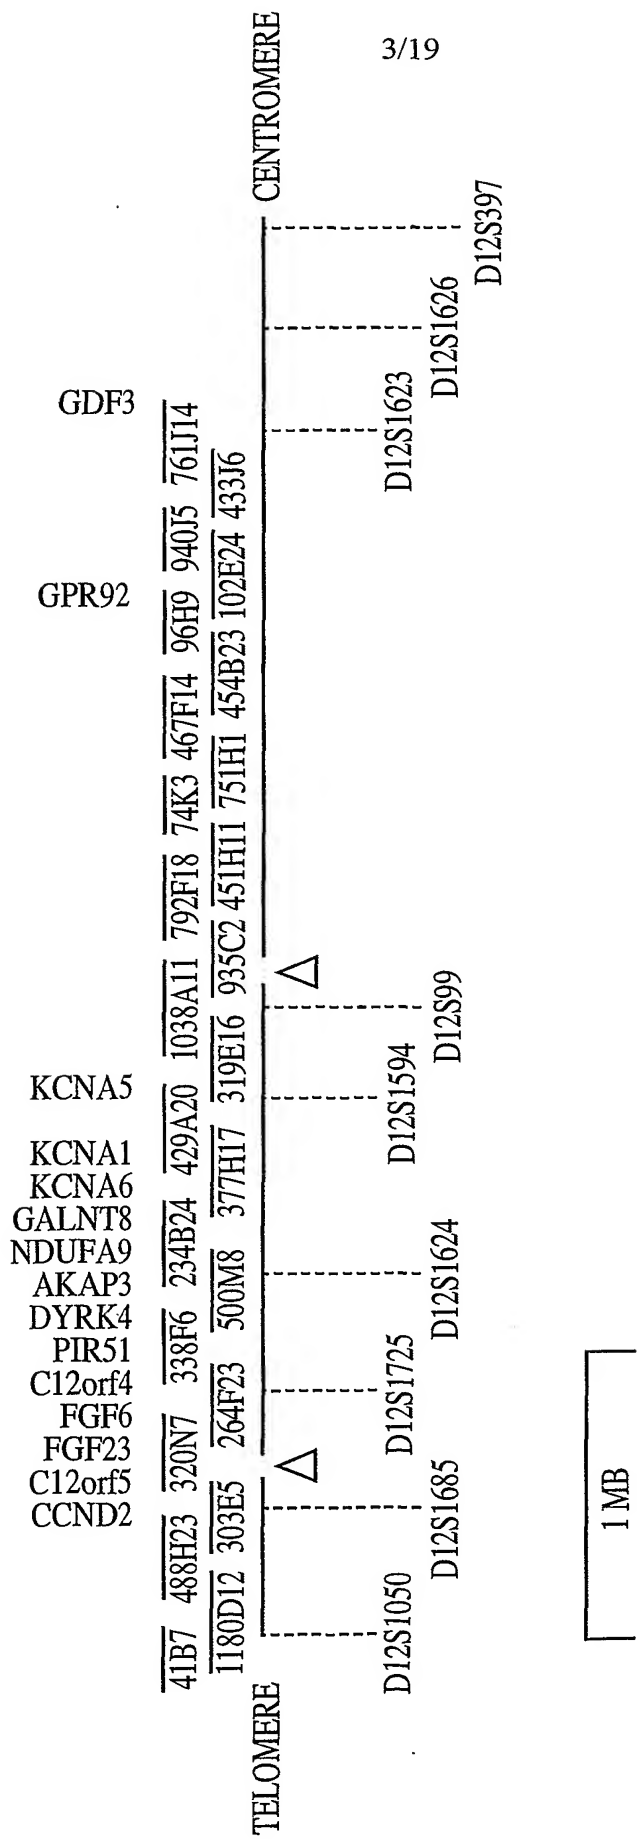 3/19
GDF3
GPR92
KCNA5
KCNA1
KCNA6
GALNT8
NDUFA9
AKAP3
DYRK4
PIR51
C12orf4
FGF6
FGF23
C12orf5
CCND2
41B7 488H23 320N7 338F6 234B24 429A20 1038A11 792F18 74K3 467F14 96H9 940J5 761J14
1180D12 303E5 264F23 500M8 377H17 319E16 935C2 451H11 751H1 454B23 102E24 433J6
TELOMERE CENTROMERE
D12S1050 D12S1725 D12S1594 D12S1623
D12S1685 D12S1624 D12S99 D12S1626
D12S397
1 MB